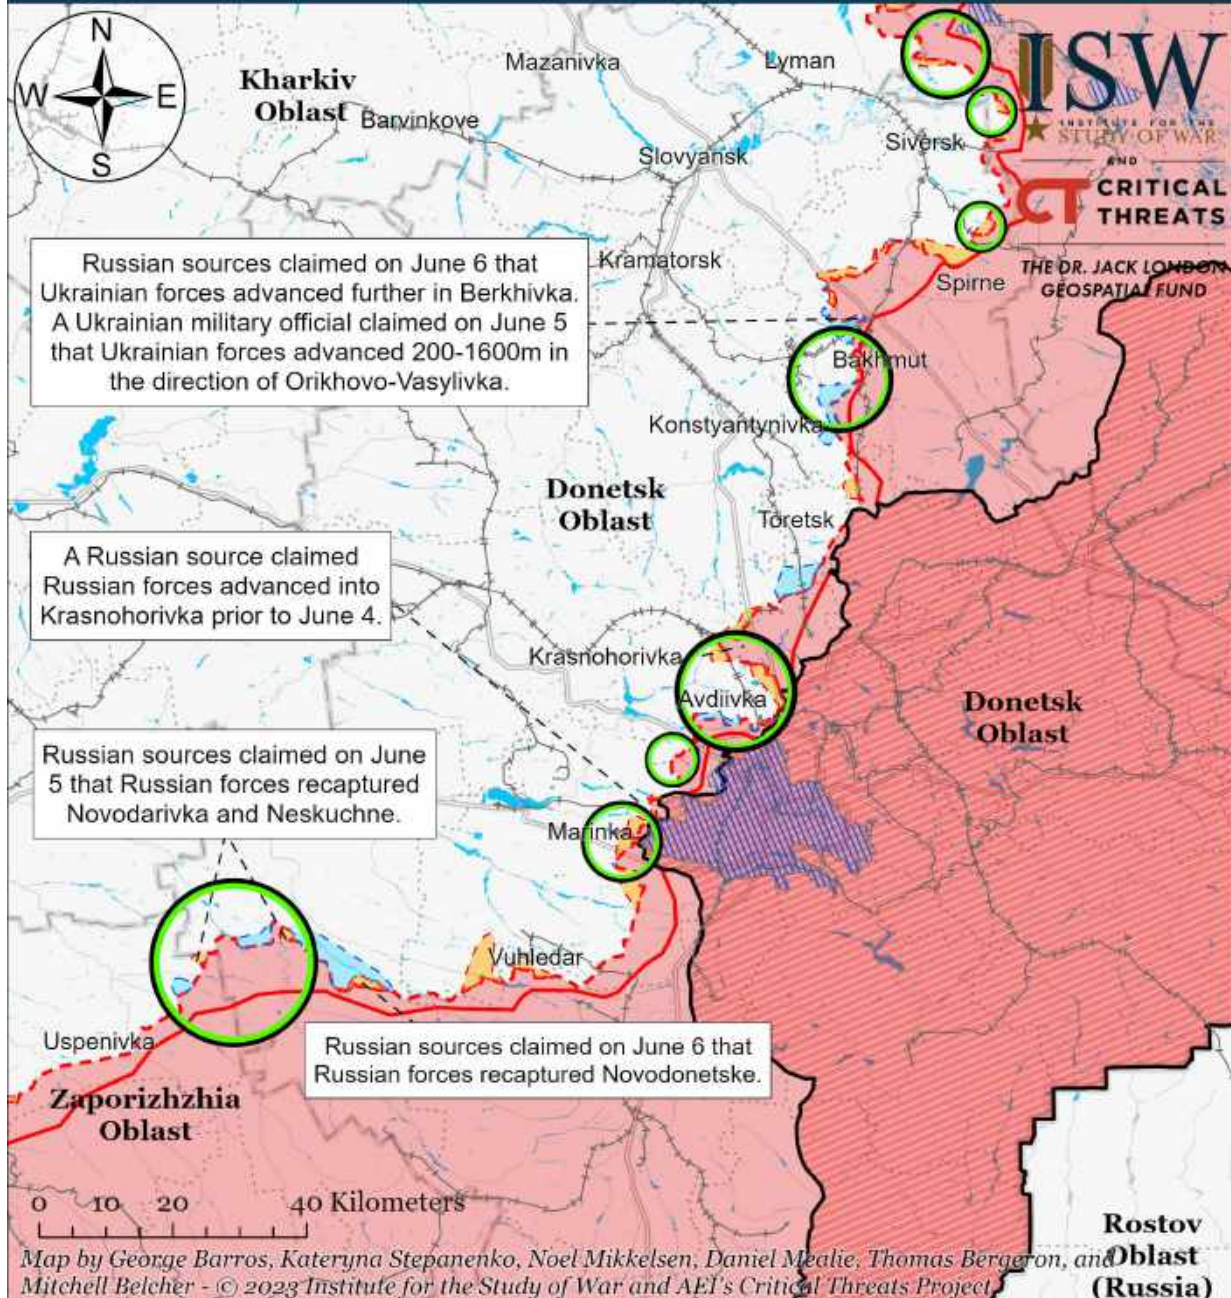 N
W
E
S
Kharkiv
Oblast
Mazanivka
Lyman
Barvinkove
Slovyansk
Siversk
ISW
INSTITUTE FOR THE
STUDY OF WAR
AND
CT CRITICAL
THREATS
THE DR. JACK LONDON
GEOSPATIAL FUND
Kramatorsk
Spirne
Russian sources claimed on June 6 that
Ukrainian forces advanced further in Berkhivka.
A Ukrainian military official claimed on June 5
that Ukrainian forces advanced 200-1600m in
the direction of Orikhovo-Vasylivka.
Bakhmut
Konstyantynivka
Donetsk
Oblast
Toretsk
A Russian source claimed
Russian forces advanced into
Krasnohorivka prior to June 4.
Krasnohorivka
Avdiivka
Donetsk
Oblast
Russian sources claimed on June
5 that Russian forces recaptured
Novodarivka and Neskuchne.
Marinka
Vuhledar
Uspenivka
Russian sources claimed on June 6 that
Russian forces recaptured Novodonetske.
Zaporizhzhia
Oblast
0 10 20 40 Kilometers
Rostov
Oblast
(Russia)
Map by George Barros, Kateryna Stepanenko, Noel Mikkelsen, Daniel Mealie, Thomas Bergeron, and
Mitchell Belcher - © 2023 Institute for the Study of War and AEI's Critical Threats Project